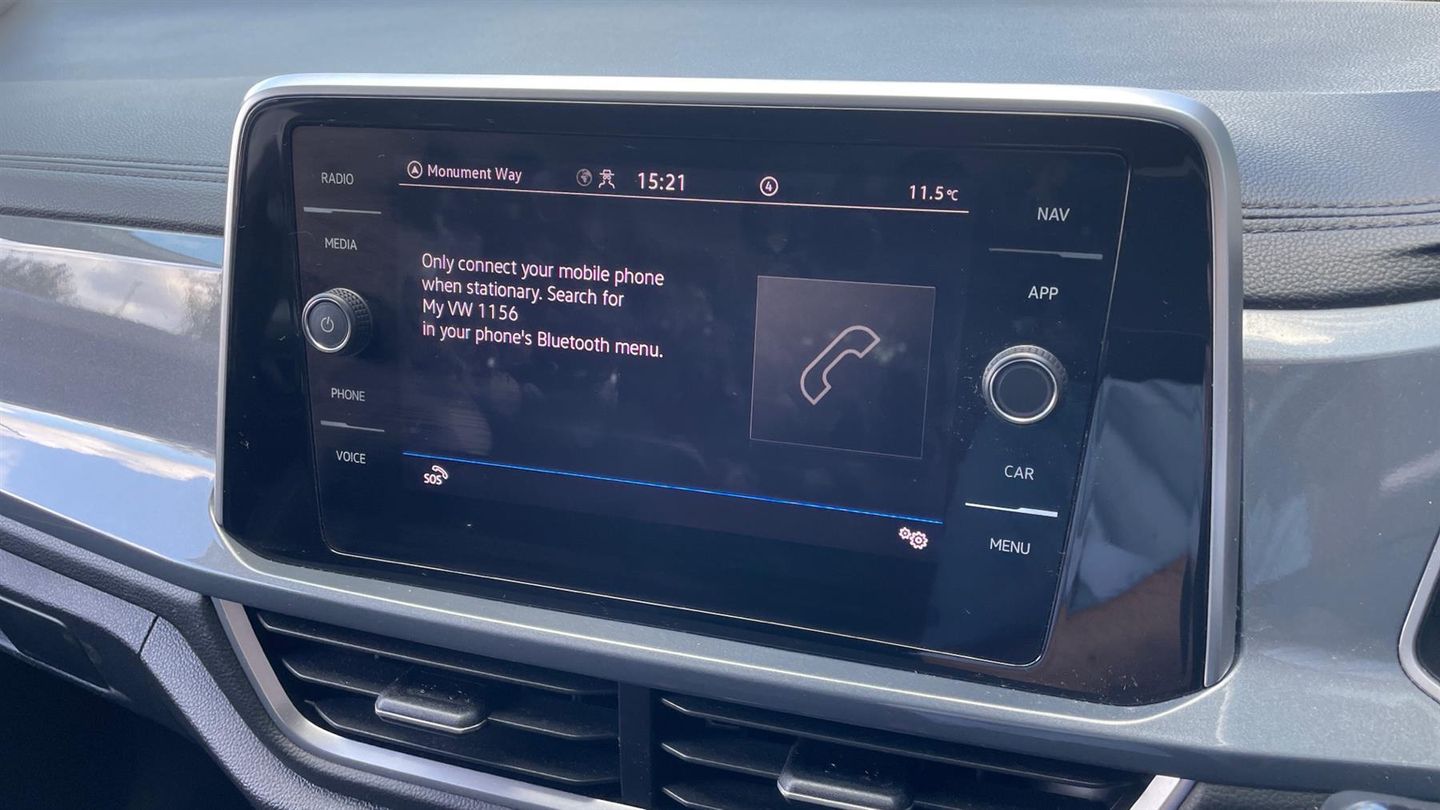 RADIO
MEDIA
PHONE
VOICE
Monument Way
15:21
4
11.5°C
Only connect your mobile phone
when stationary. Search for
My VW 1156
in your phone's Bluetooth menu.
SOS
NAV
APP
CAR
MENU